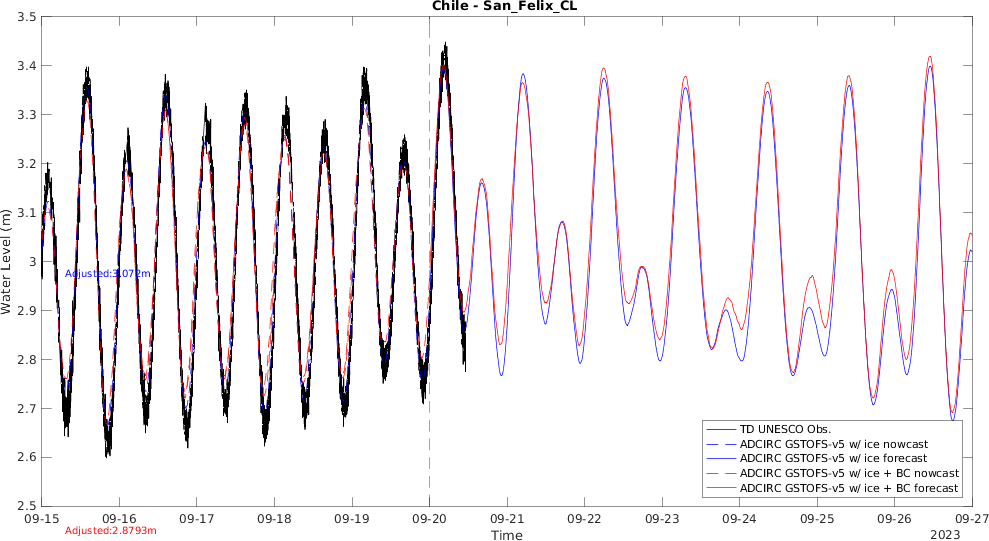 Chile - San_Felix_CL
3.5
3.4
3.3
3.2
3.1
3
2.9
2.8
2.7
2.6
2.5
Water Level (m)
Adjusted:3.072m
TD UNESCO Obs.
ADCIRC GSTOFS-v5 w/ ice nowcast
ADCIRC GSTOFS-v5 w/ ice forecast
ADCIRC GSTOFS-v5 w/ ice + BC nowcast
ADCIRC GSTOFS-v5 w/ ice + BC forecast
09-15 09-16 09-17 09-18 09-19 09-20 09-21 09-22 09-23 09-24 09-25 09-26 09-27
Adjusted:2.8793m
Time
2023